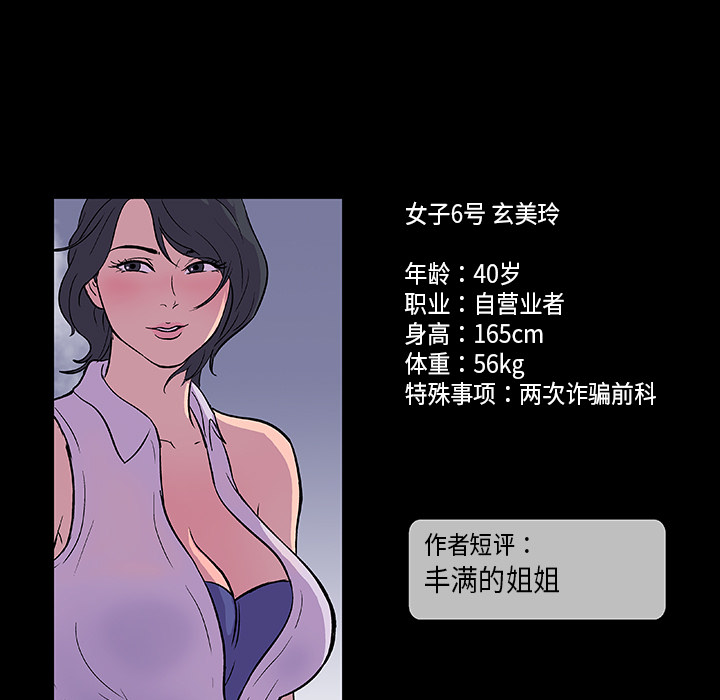 女子6号 玄美玲
年龄：40岁
职业：自营业者
身高：165cm
体重：56kg
特殊事项：两次诈骗前科
作者短评：
丰满的姐姐